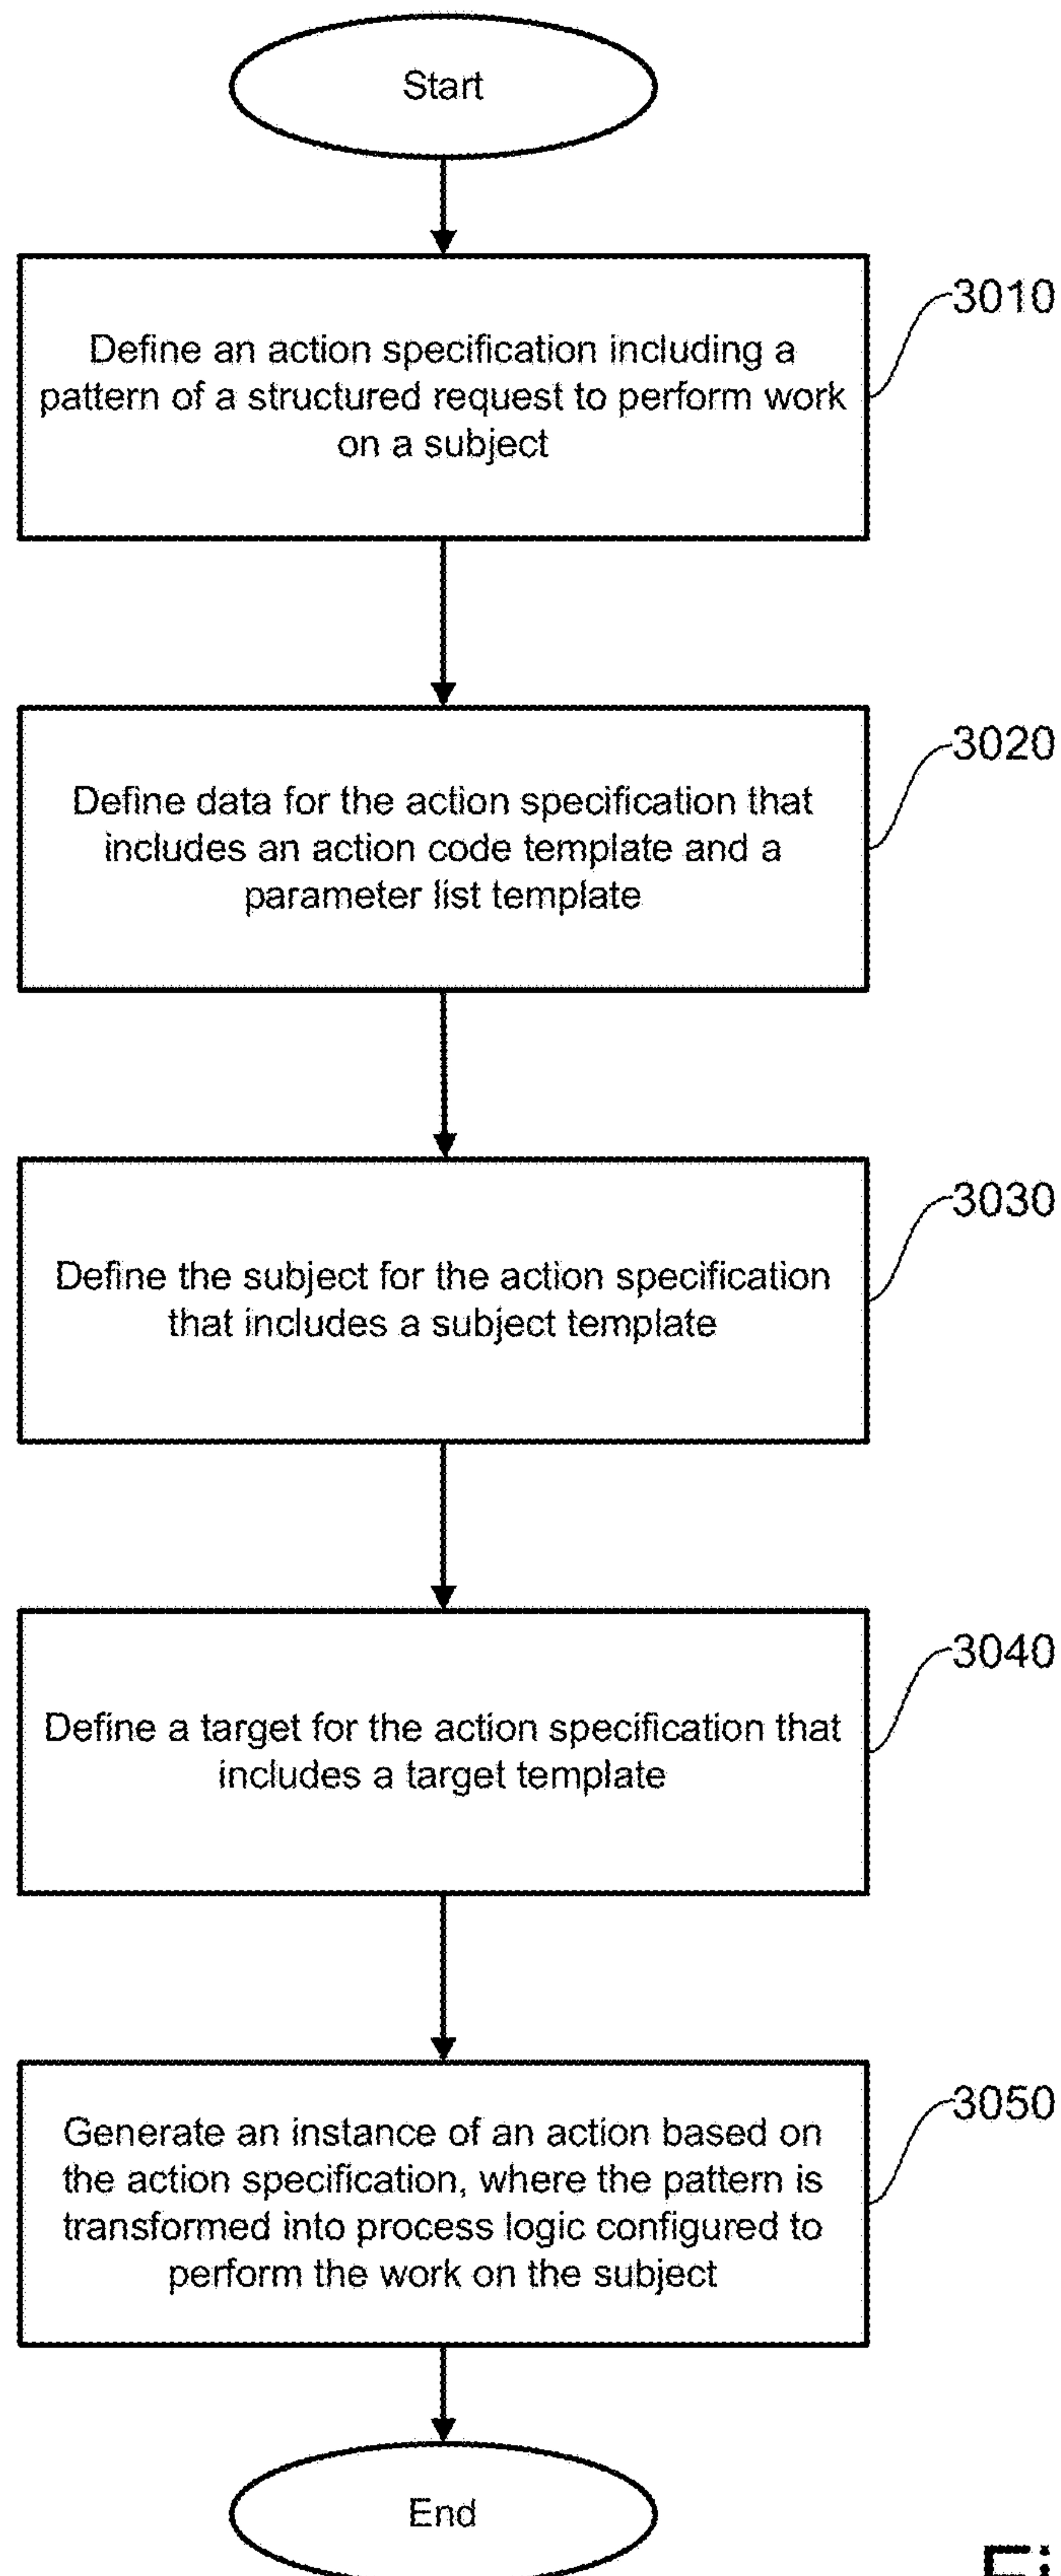 Start
Define an action specification including a
pattern of a structured request to perform work
on a subject
3010
Define data for the action specification that
includes an action code template and a
parameter list template
3020
Define the subject for the action specification
that includes a subject template
3030
Define a target for the action specification that
includes a target template
3040
Generate an instance of an action based on
the action specification, where the pattern is
transformed into process logic configured to
perform the work on the subject
3050
End